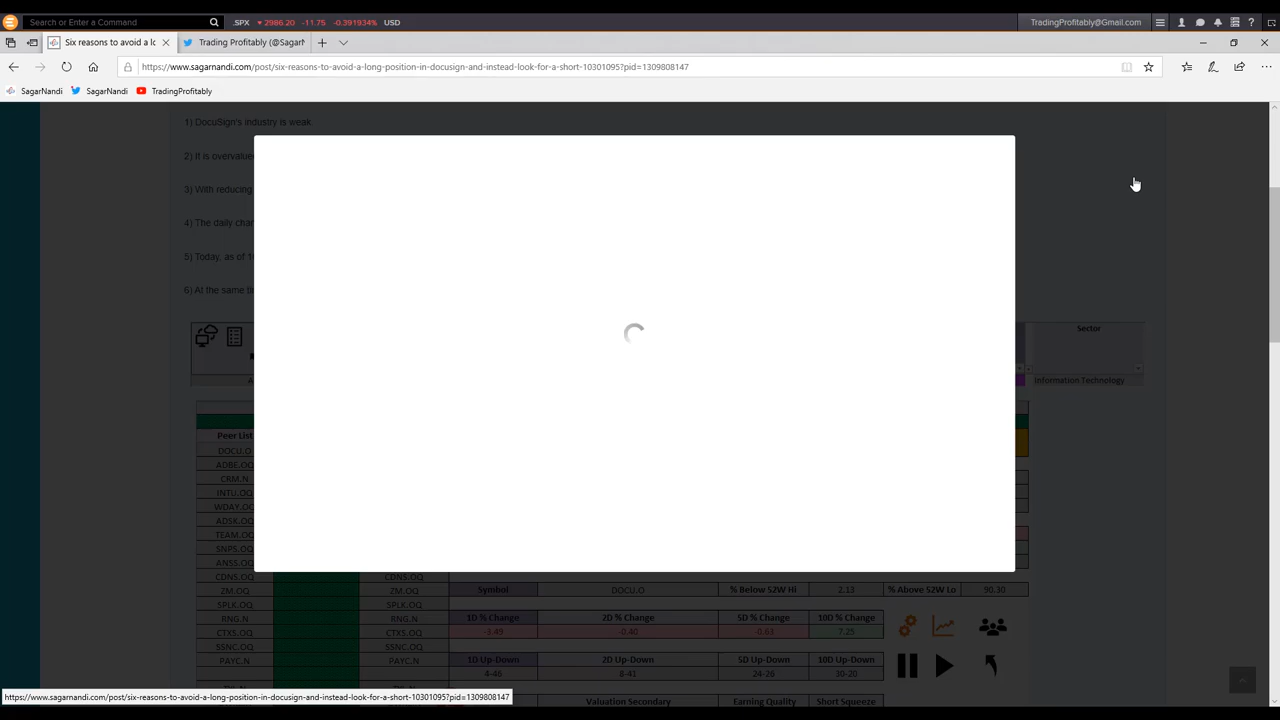 Search or Enter a Command
.SPX 2986.20 -11.75 -0.391934% USD
TradingProfitably@Gmail.com
Six reasons to avoid a lo
Trading Profitably (@Sagarl
https://www.sagarnandi.com/post/six-reasons-to-avoid-a-long-position-in-docusign-and-instead-look-for-a-short-10301095?pid=1309808147
SagarNandi SagarNandi TradingProfitably
1) DocuSign's industry is weak
2) It is overvalue
3) With reducing
4) The daily chan
5) Today, as of 1
6) At the same ti
Sector
Information Technology
Peer List
DOCU.O
ADBE.OQ
CRM.N
INTU.OQ
WDAY.OQ
ADSK.OQ
TEAM.OQ
SNPS.OQ
ANSS.OQ
CDNS.OQ CDNS.OQ
ZM.OQ ZM.OQ Symbol DOCU.O % Below 52W Hi 2.13 % Above 52W Lo 90.30
SPLK.OQ SPLK.OQ
RNG.N RNG.N 1D % Change 2D % Change 5D % Change 10D % Change
CTXS.OQ CTXS.OQ -3.49 -0.40 -0.63 7.25
SSNC.OQ SSNC.OQ
PAYC.N PAYC.N 1D Up-Down 2D Up-Down 5D Up-Down 10D Up-Down
4-46 8-41 24-26 30-20
https://www.sagarnandi.com/post/six-reasons-to-avoid-a-long-position-in-docusign-and-instead-look-for-a-short-10301095?pid=1309808147
Valuation Secondary Earning Quality Short Squeeze